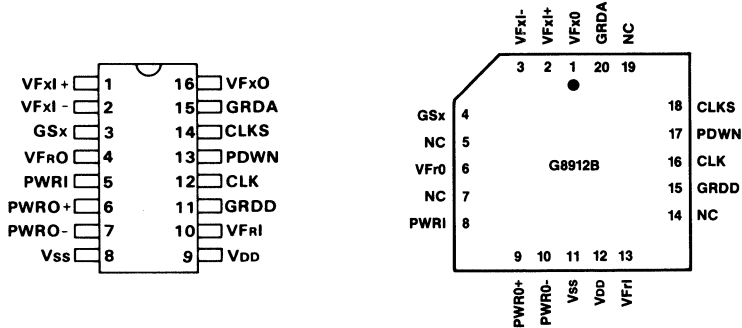 VFxI+ 1 16 VFxO
VFxI- 2 15 GRDA
GSx 3 14 CLKS
VFRO 4 13 PDWN
PWRI 5 12 CLK
PWRO+ 6 11 GRDD
PWRO- 7 10 VFRI
VSS 8 9 VDD
VFxI- VFxI+ VFx0 GRDA NC
3 2 1 20 19
GSx 4 18 CLKS
NC 5 17 PDWN
VFr0 6 G8912B 16 CLK
NC 7 15 GRDD
PWRI 8 14 NC
9 10 11 12 13
PWR0+ PWR0- VSS VDD VFrI